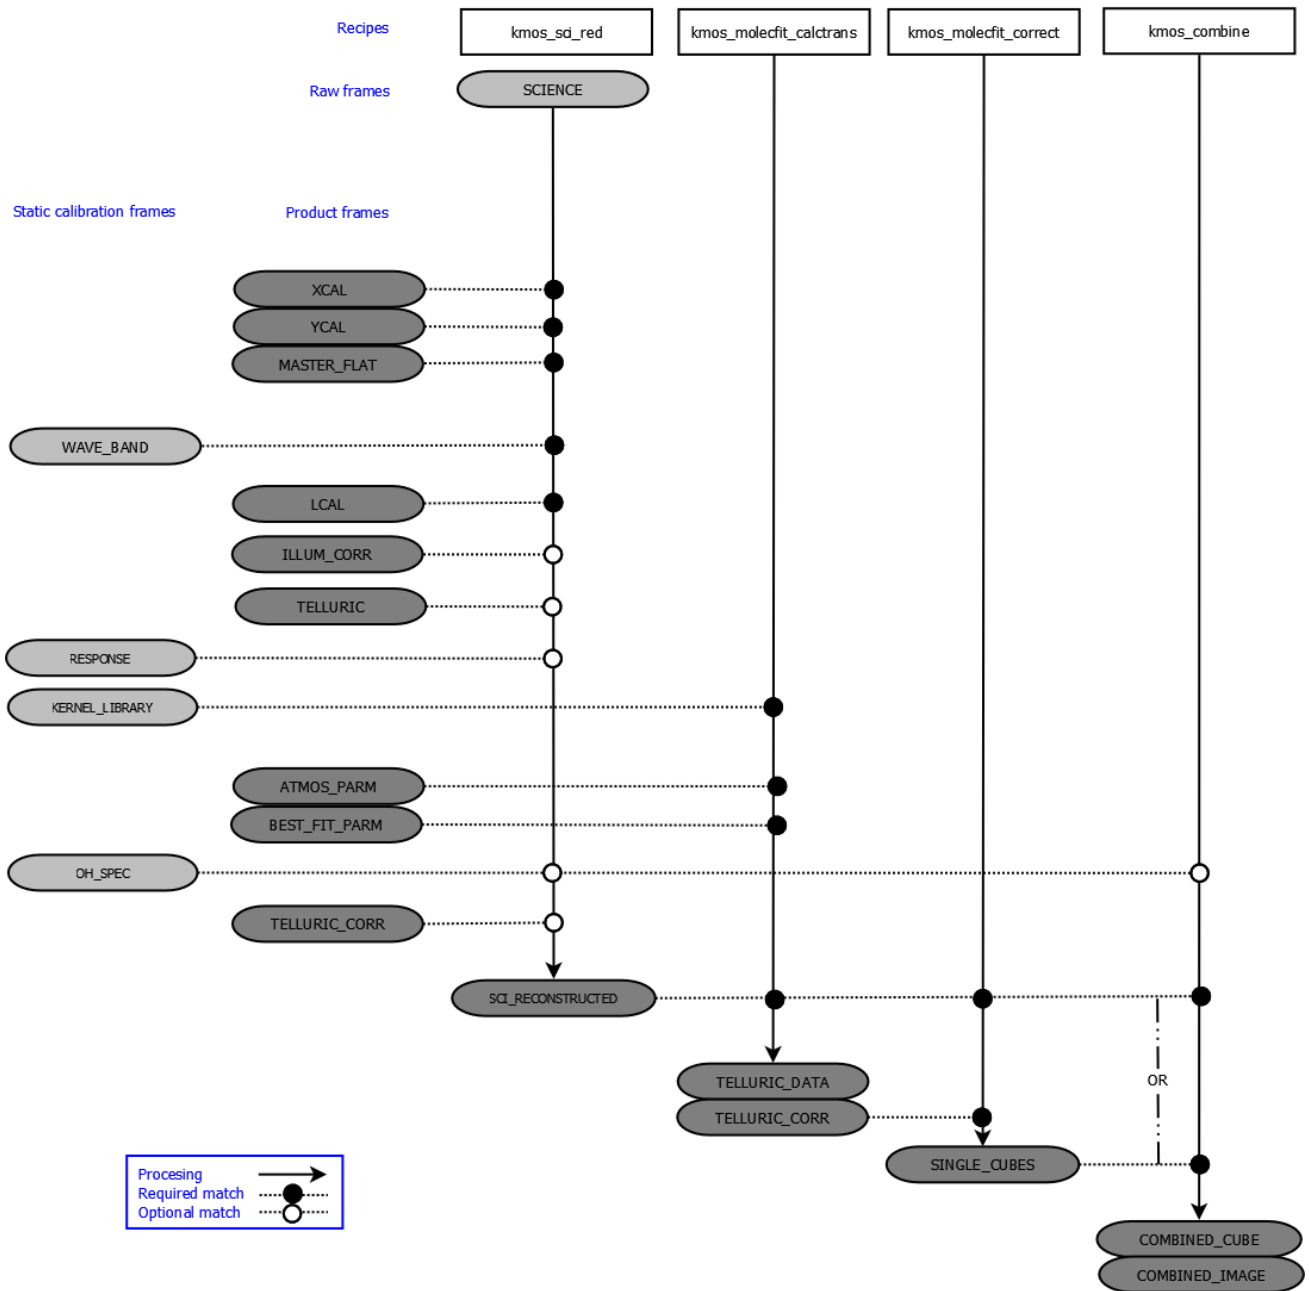 Recipes
kmos_sci_red
kmos_molecfit_calctrans
kmos_molecfit_correct
kmos_combine
Raw frames
SCIENCE
Static calibration frames
Product frames
XCAL
YCAL
MASTER_FLAT
WAVE_BAND
LCAL
ILLUM_CORR
TELLURIC
RESPONSE
KERNEL_LIBRARY
ATMOS_PARM
BEST_FIT_PARM
OH_SPEC
TELLURIC_CORR
SCI_RECONSTRUCTED
TELLURIC_DATA
OR
TELLURIC_CORR
SINGLE_CUBES
Procesing
Required match
Optional match
COMBINED_CUBE
COMBINED_IMAGE